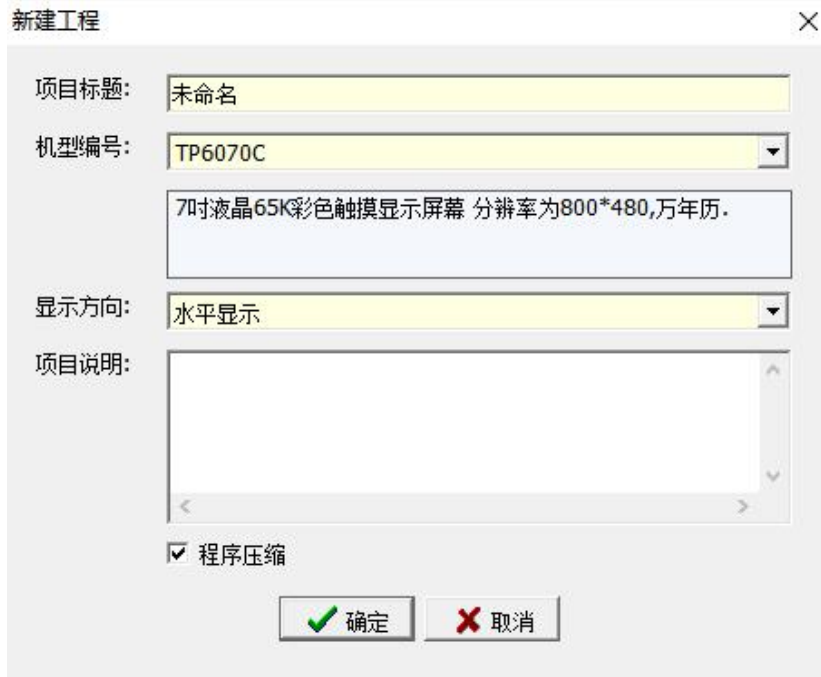 新建工程
项目标题:
未命名
机型编号:
TP6070C
7吋液晶65K彩色触摸显示屏幕 分辨率为800*480,万年历.
显示方向:
水平显示
项目说明:
程序压缩
确定
取消